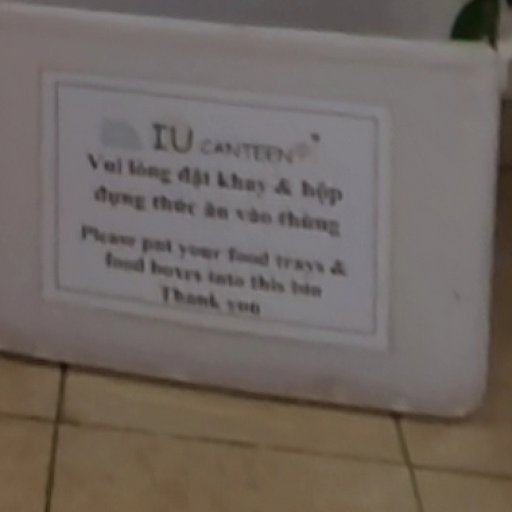 IU CANTEEN
Vui lòng đặt khay & hộp
đựng thức ăn vào thùng
Please put your food trays &
food boxes into this bin
Thank you